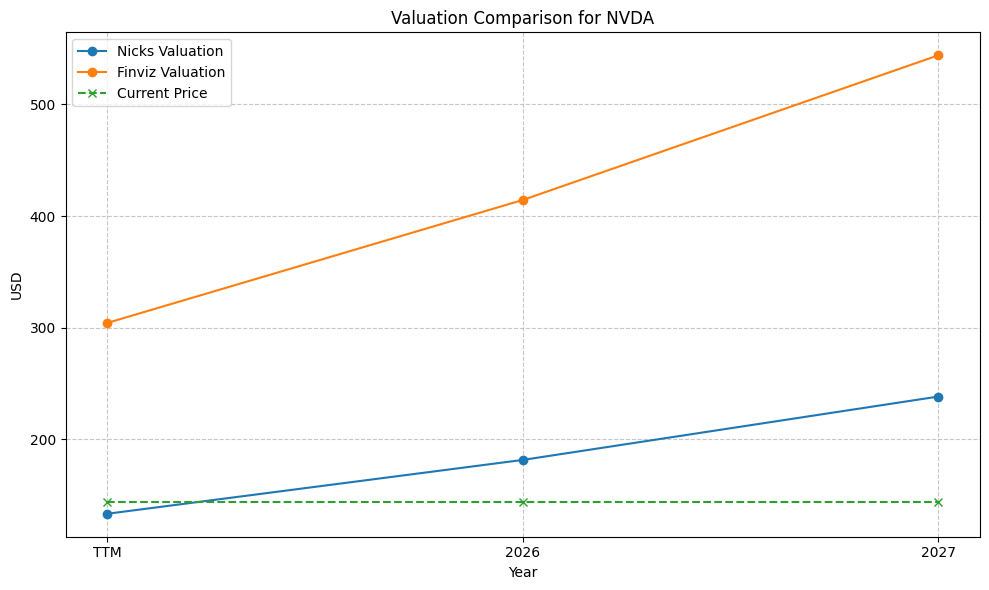 Valuation Comparison for NVDA
Nicks Valuation
Finviz Valuation
Current Price
500
400
300
200
USD
TTM
2026
2027
Year